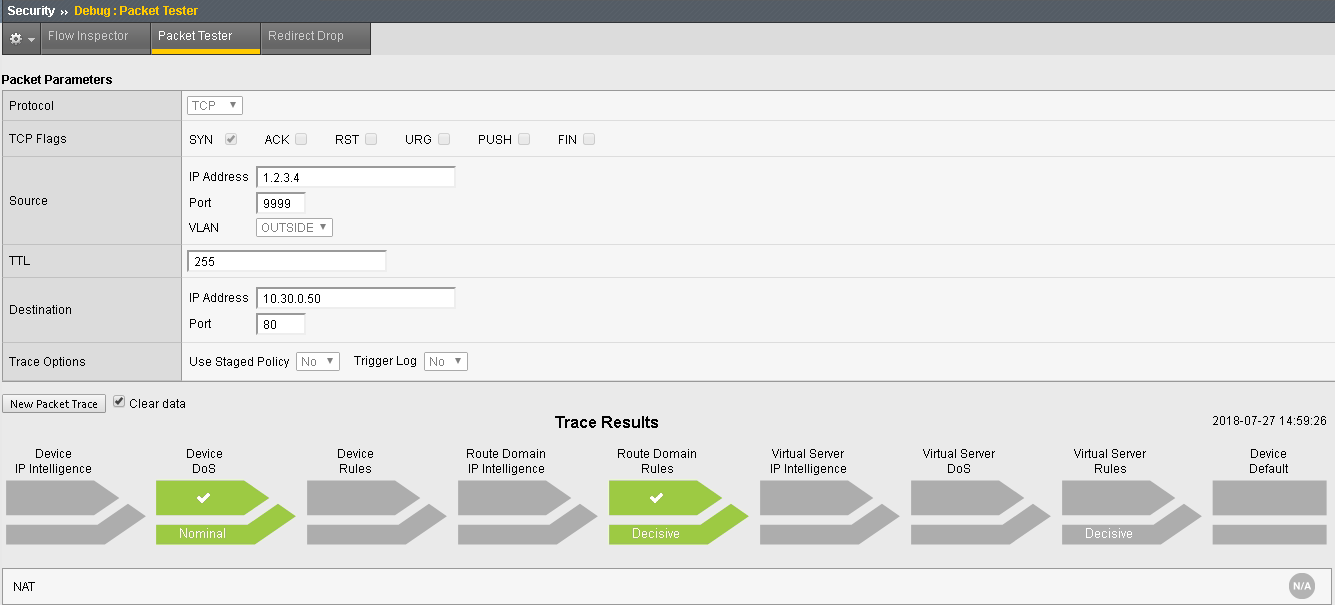 Security ›› Debug : Packet Tester
Flow Inspector Packet Tester Redirect Drop
Packet Parameters
Protocol TCP
TCP Flags SYN ACK RST URG PUSH FIN
Source
IP Address 1.2.3.4
Port 9999
VLAN OUTSIDE
TTL 255
Destination
IP Address 10.30.0.50
Port 80
Trace Options Use Staged Policy No Trigger Log No
New Packet Trace Clear data
Trace Results 2018-07-27 14:59:26
Device Device Device Route Domain Route Domain Virtual Server Virtual Server Virtual Server Device
IP Intelligence DoS Rules IP Intelligence Rules IP Intelligence DoS Rules Default
Nominal Decisive Decisive
NAT N/A